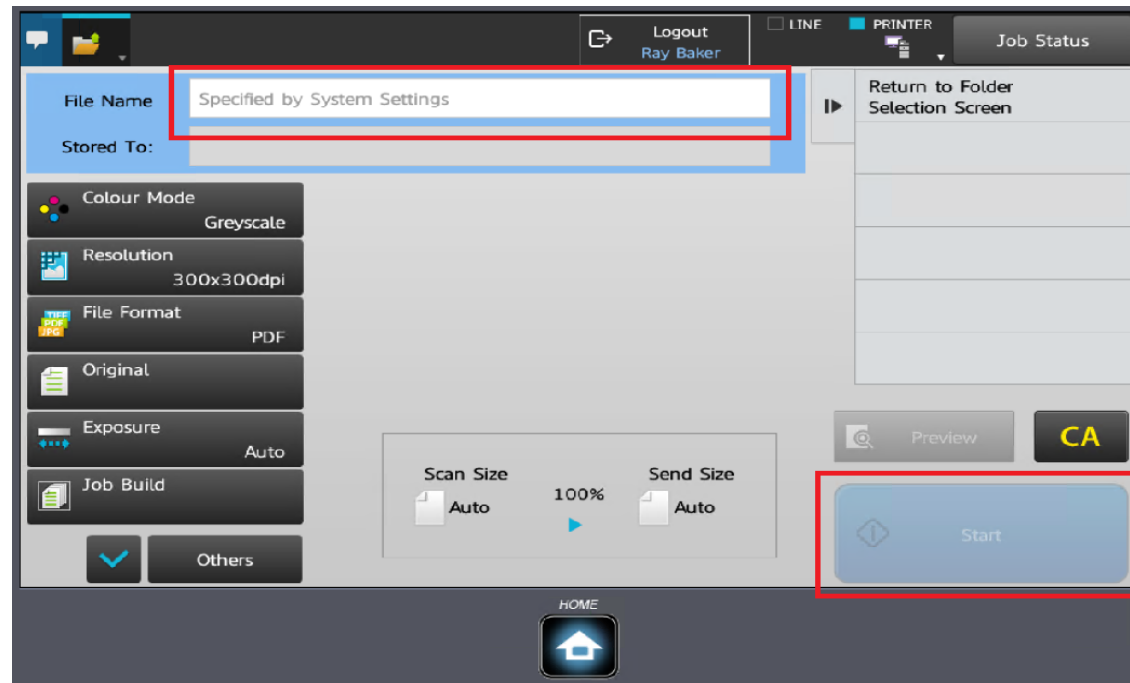 Logout
Ray Baker
LINE
PRINTER
Job Status
File Name
Specified by System Settings
Stored To:
Return to Folder
Selection Screen
Colour Mode
Greyscale
Resolution
300x300dpi
File Format
TIFF
PDF
JPG
PDF
Original
Exposure
Auto
Job Build
Others
Scan Size
Auto
100%
Send Size
Auto
Preview
CA
Start
HOME